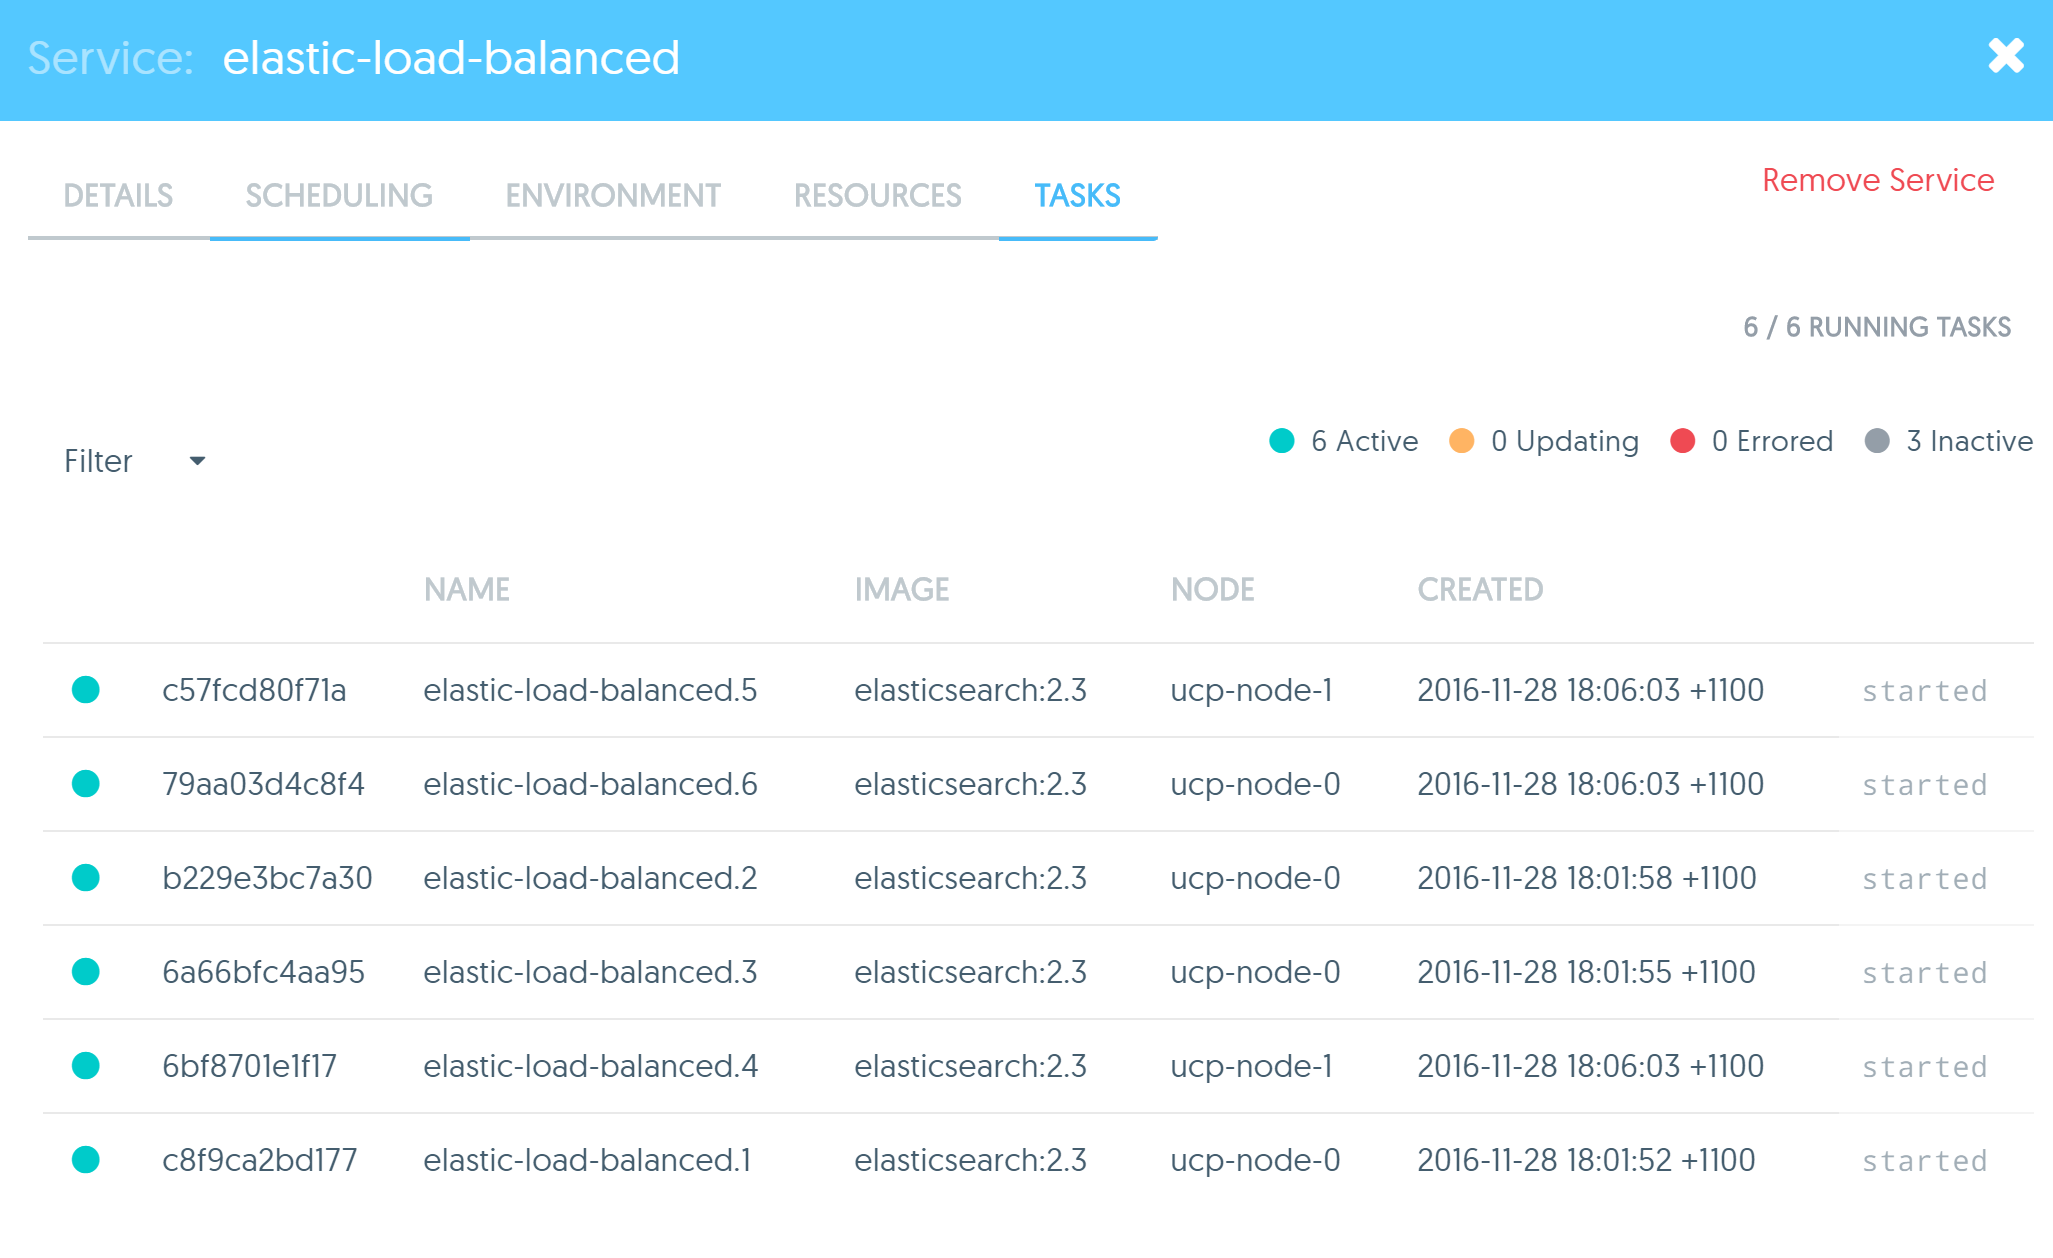 Service: elastic-load-balanced
DETAILS SCHEDULING ENVIRONMENT RESOURCES TASKS Remove Service
6 / 6 RUNNING TASKS
Filter 6 Active 0 Updating 0 Errored 3 Inactive
NAME IMAGE NODE CREATED
c57fcd80f71a elastic-load-balanced.5 elasticsearch:2.3 ucp-node-1 2016-11-28 18:06:03 +1100 started
79aa03d4c8f4 elastic-load-balanced.6 elasticsearch:2.3 ucp-node-0 2016-11-28 18:06:03 +1100 started
b229e3bc7a30 elastic-load-balanced.2 elasticsearch:2.3 ucp-node-0 2016-11-28 18:01:58 +1100 started
6a66bfc4aa95 elastic-load-balanced.3 elasticsearch:2.3 ucp-node-0 2016-11-28 18:01:55 +1100 started
6bf8701e1f17 elastic-load-balanced.4 elasticsearch:2.3 ucp-node-1 2016-11-28 18:06:03 +1100 started
c8f9ca2bd177 elastic-load-balanced.1 elasticsearch:2.3 ucp-node-0 2016-11-28 18:01:52 +1100 started